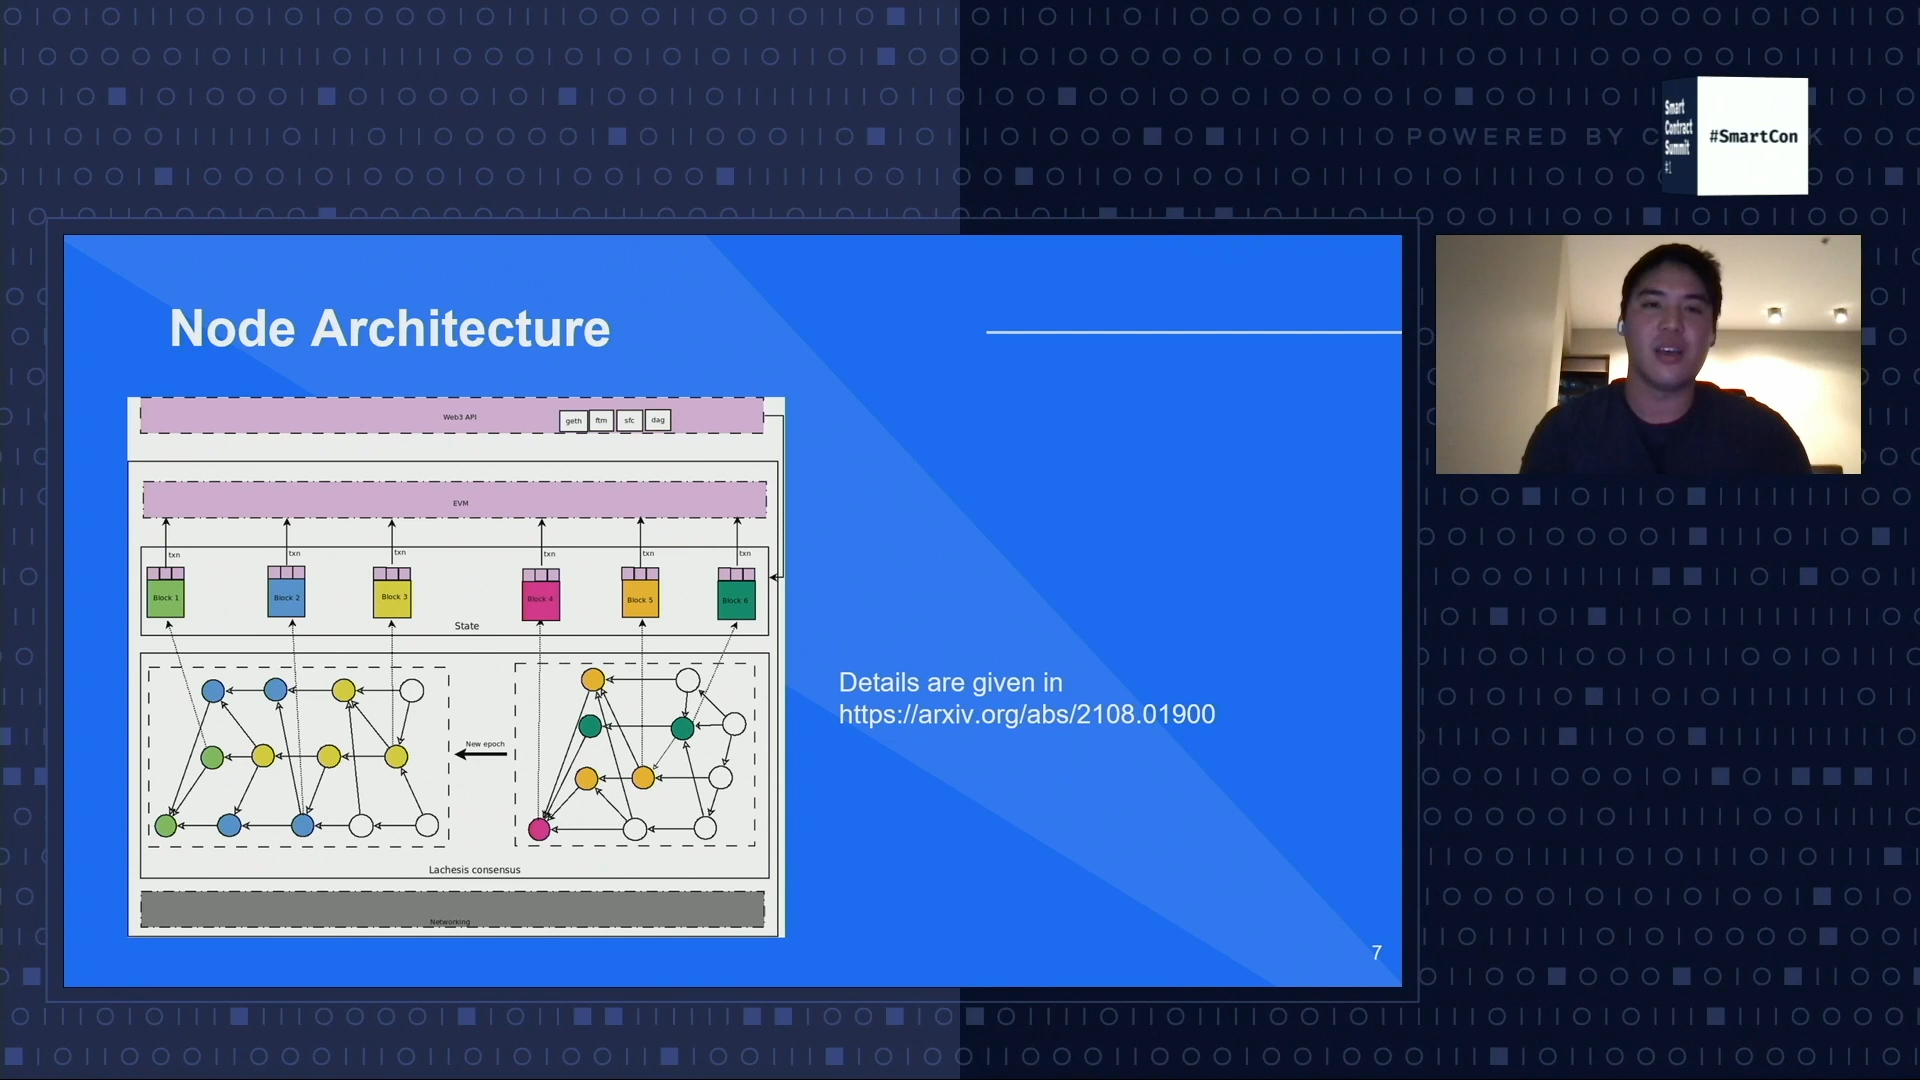 POWERED BY C
K
Smart
Contract
Summit
#1
#SmartCon
Node Architecture
Web3 API
geth
ftm
sfc
dag
EVM
txn
txn
txn
txn
txn
txn
Block 1
Block 2
Block 3
Block 4
Block 5
Block 6
State
New epoch
Lachesis consensus
Networking
Details are given in
https://arxiv.org/abs/2108.01900
7